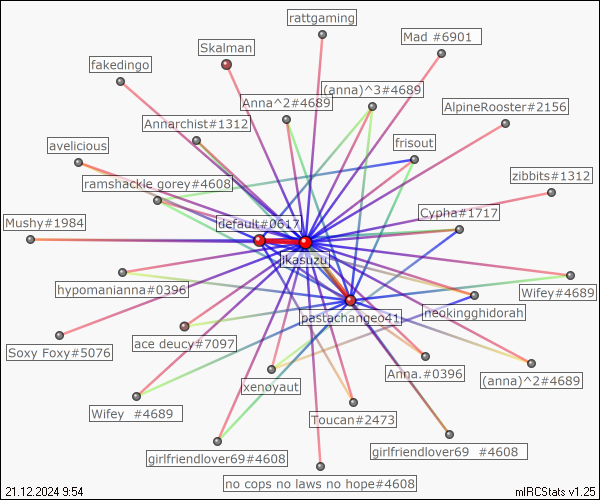 rattgaming
Mad #6901
Skalman
fakedingo
(anna)^3#4689
Anna^2#4689
AlpineRooster#2156
Annarchist#1312
frisout
avelicious
zibbits#1312
ramshackle gorey#4608
Cypha#1717
Mushy#1984
default#0617
ikasuzu
hypomanianna#0396
Wifey#4689
neokingghidorah
pastachangeo41
ace deucy#7097
Soxy Foxy#5076
Anna.#0396
(anna)^2#4689
xenoyaut
Wifey #4689
Toucan#2473
girlfriendlover69 #4608
girlfriendlover69#4608
no cops no laws no hope#4608
21.12.2024 9:54
mIRCStats v1.25